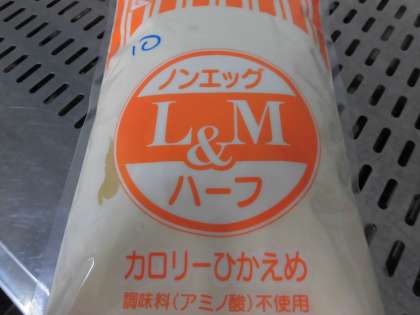 10
ノンエッグ
L&M
ハーフ
カロリーひかえめ
調味料(アミノ酸)不使用